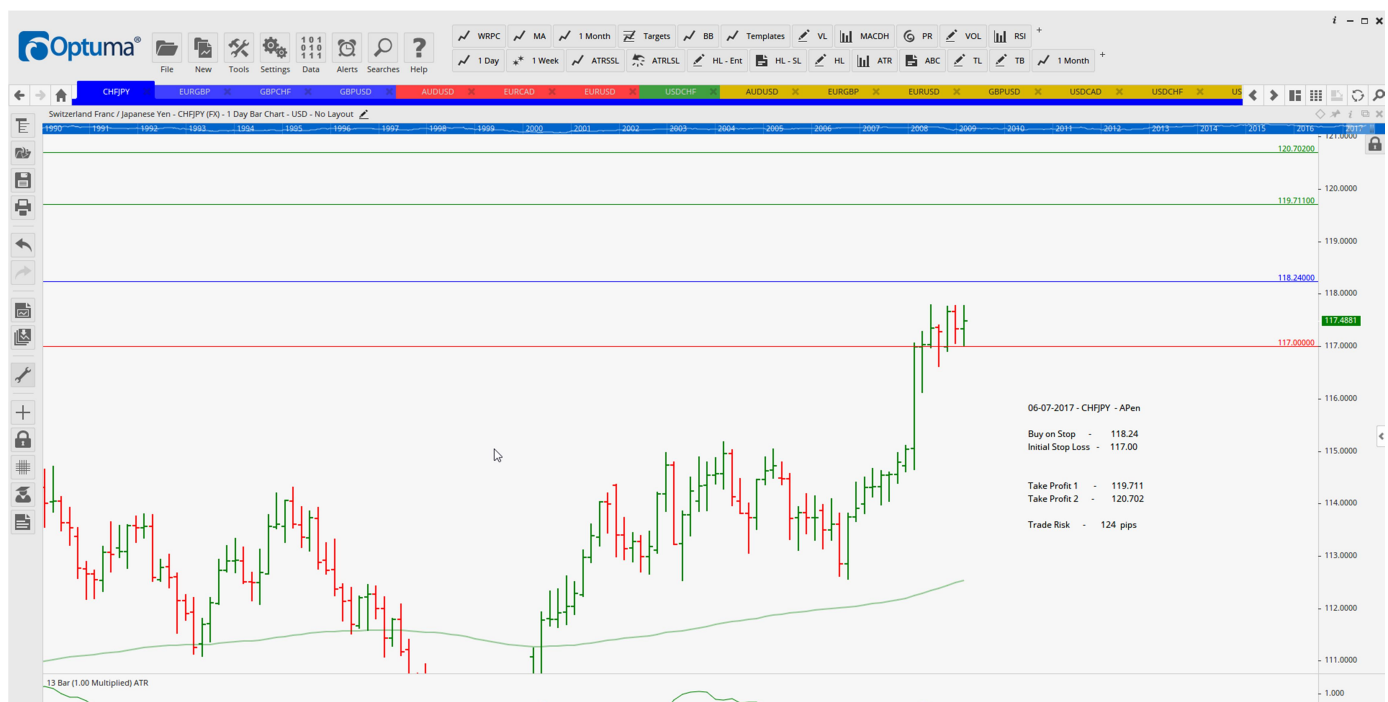 i
Optuma®
File New Tools Settings Data Alerts Searches Help
101
010
111
WRPC MA 1 Month Targets BB Templates VL MACDH PR VOL RSI +
1 Day 1 Week ATRSSL ATRLSL HL - Ent HL - SL HL ATR ABC TL TB 1 Month +
CHFJPY EURGBP GBPCHF GBPUSD AUDUSD EURCAD EURUSD USDCHF AUDUSD EURGBP EURUSD GBPUSD USDCAD USDCHF US
Switzerland Franc / Japanese Yen - CHFJPY (FX) - 1 Day Bar Chart - USD - No Layout
1990 1991 1992 1993 1994 1995 1996 1997 1998 1999 2000 2001 2002 2003 2004 2005 2006 2007 2008 2009 2010 2011 2012 2013 2014 2015 2016 2017
121.0000
120.70200
120.0000
119.71100
119.0000
118.24000
118.0000
117.4881
117.00000
117.0000
116.0000
06-07-2017 - CHFJPY - APen
Buy on Stop - 118.24
Initial Stop Loss - 117.00
115.0000
Take Profit 1 - 119.711
Take Profit 2 - 120.702
114.0000
Trade Risk - 124 pips
113.0000
112.0000
111.0000
13 Bar (1.00 Multiplied) ATR
1.000